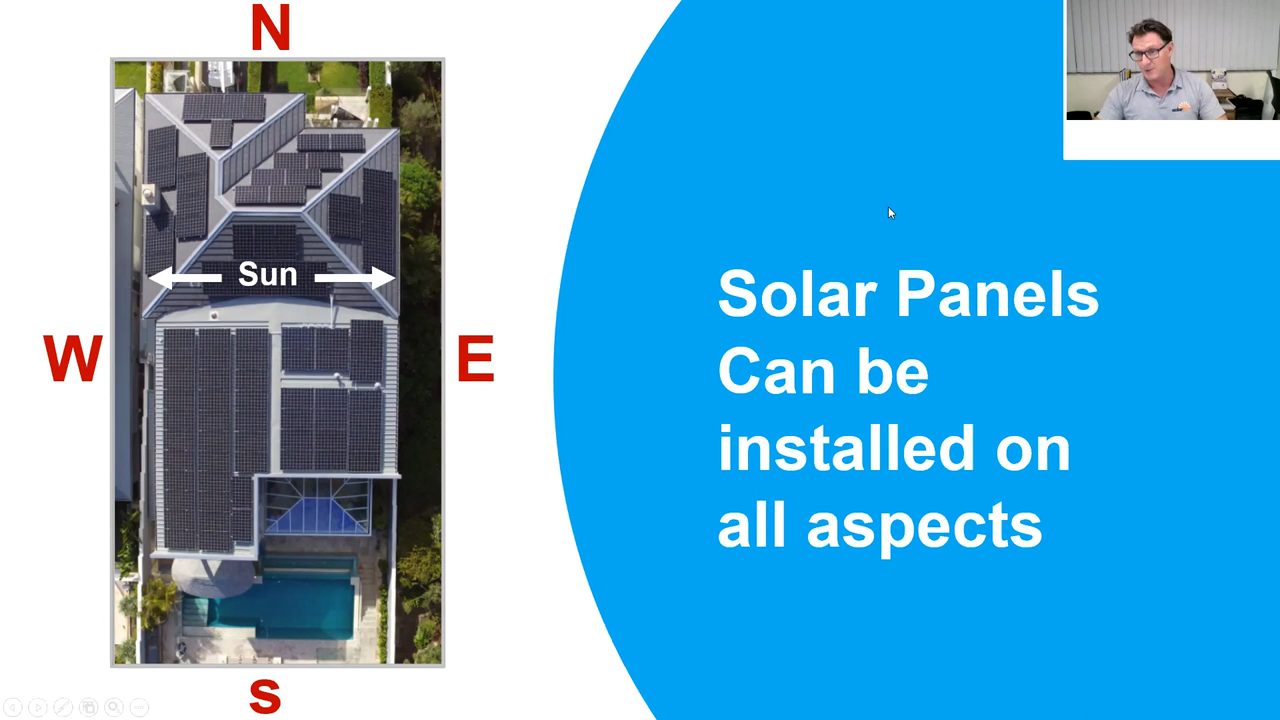 N
Sun
W
E
s
Solar Panels
Can be
installed on
all aspects